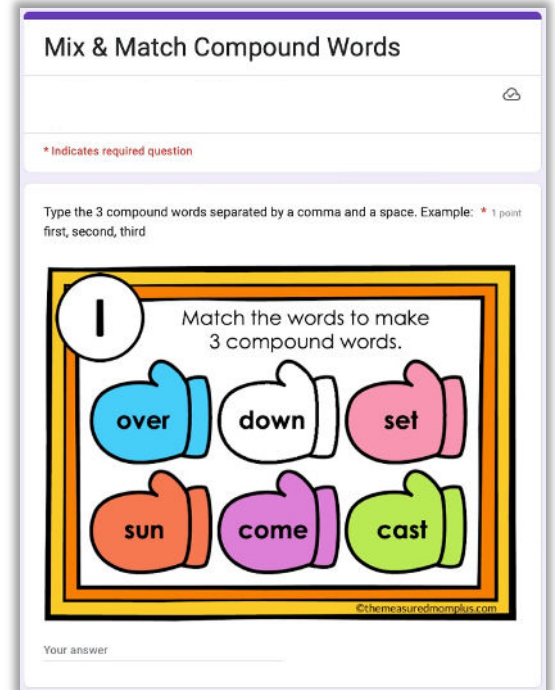 Mix & Match Compound Words
* Indicates required question
Type the 3 compound words separated by a comma and a space. Example: * 1 point
first, second, third
1
Match the words to make
3 compound words.
over down set
sun come cast
©themeasuredmomplus.com
Your answer